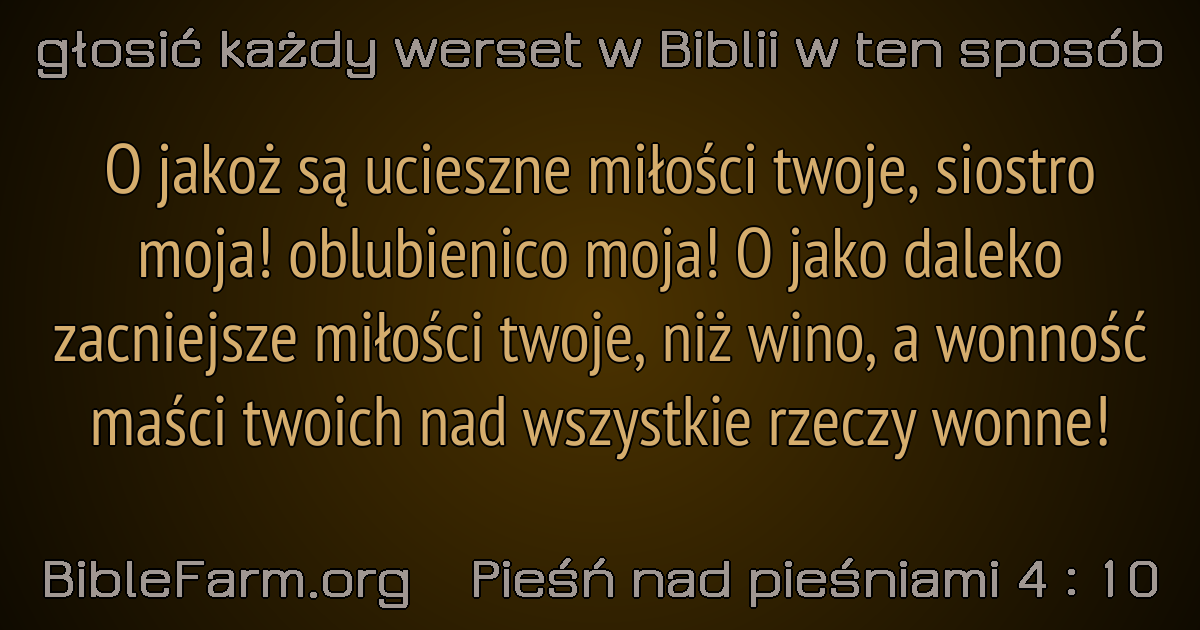 głosić każdy werset w Biblii w ten sposób
O jakoż są ucieszne miłości twoje, siostro
moja! oblubienico moja! O jako daleko
zacniejsze miłości twoje, niż wino, a wonność
maści twoich nad wszystkie rzeczy wonne!
BibleFarm.org Pieśń nad pieśniami 4 : 10